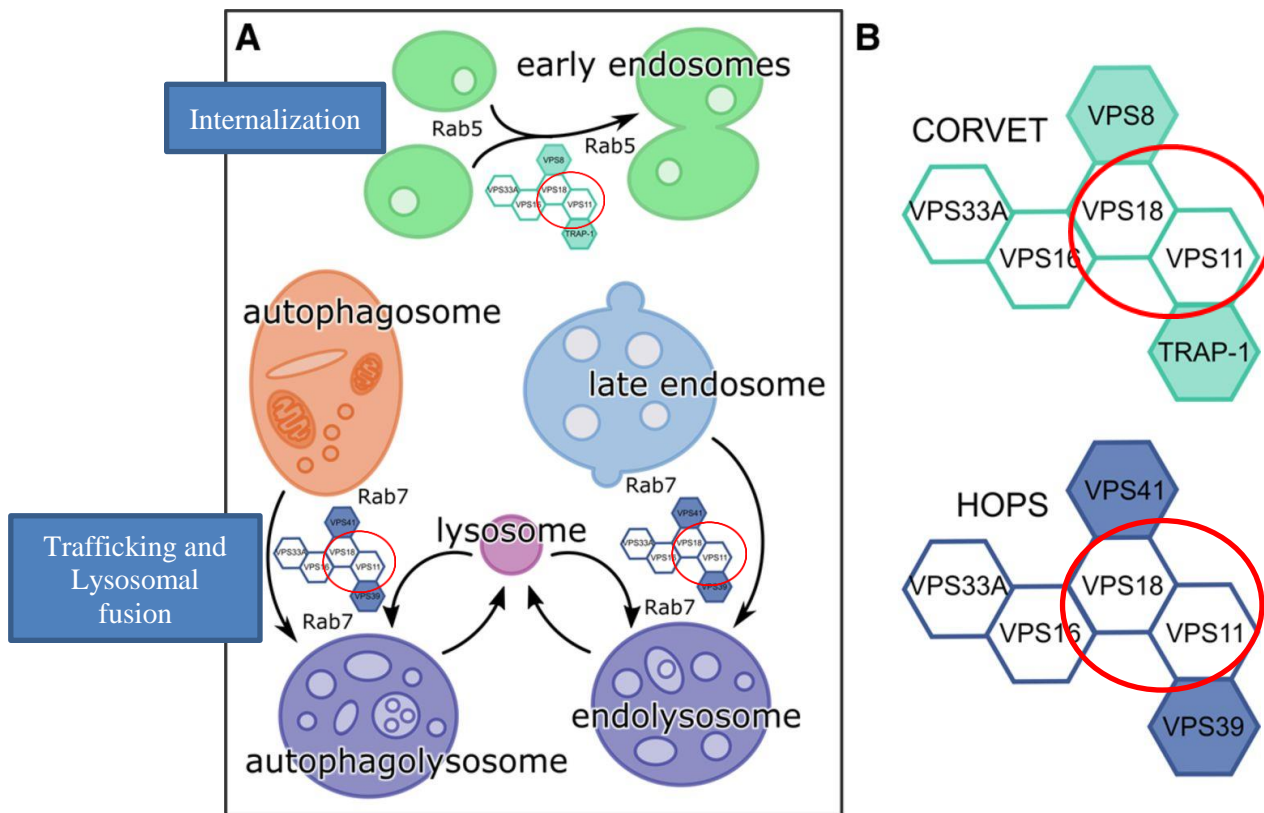 A
early endosomes
Internalization
Rab5
Rab5
VPS8
VPS33A
VPS18
VPS16
VPS11
TRAP-1
autophagosome
late endosome
Rab7
Rab7
VPS41
VPS33A
VPS18
VPS16
VPS11
VPS39
lysosome
VPS41
VPS33A
VPS18
VPS16
VPS11
VPS39
Trafficking and
Lysosomal
fusion
Rab7
Rab7
endolysosome
autophagolysosome
B
CORVET
VPS8
VPS33A
VPS18
VPS16
VPS11
TRAP-1
HOPS
VPS41
VPS33A
VPS18
VPS16
VPS11
VPS39